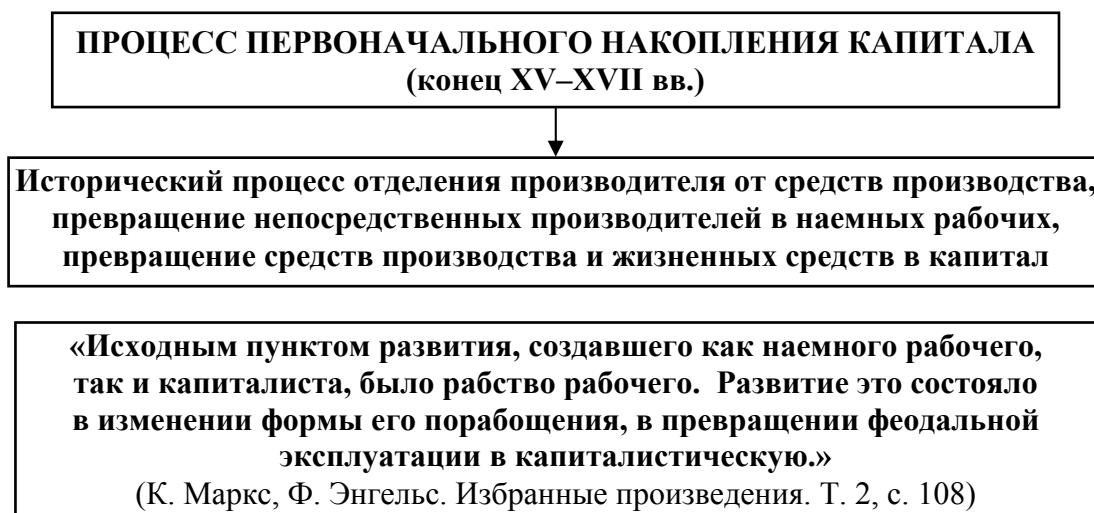 ПРОЦЕСС ПЕРВОНАЧАЛЬНОГО НАКОПЛЕНИЯ КАПИТАЛА
(конец XV–XVII вв.)
Исторический процесс отделения производителя от средств производства,
превращение непосредственных производителей в наемных рабочих,
превращение средств производства и жизненных средств в капитал
«Исходным пунктом развития, создавшего как наемного рабочего,
так и капиталиста, было рабство рабочего. Развитие это состояло
в изменении формы его порабощения, в превращении феодальной
эксплуатации в капиталистическую.»
(К. Маркс, Ф. Энгельс. Избранные произведения. Т. 2, с. 108)